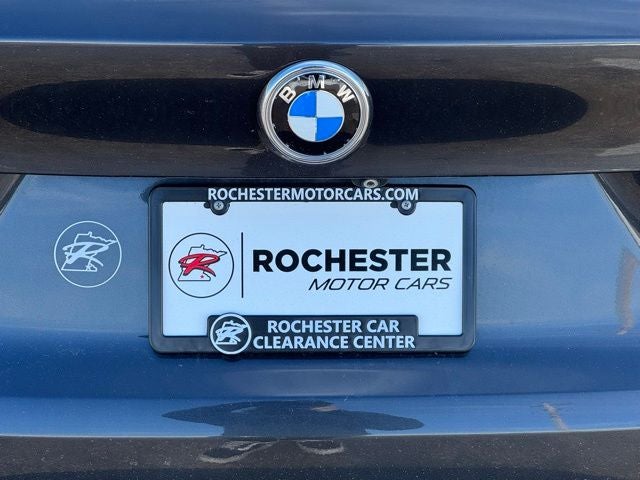 BMW
ROCHESTERMOTORCARS.COM
R
R
ROCHESTER
MOTOR CARS
R
ROCHESTER CAR
CLEARANCE CENTER